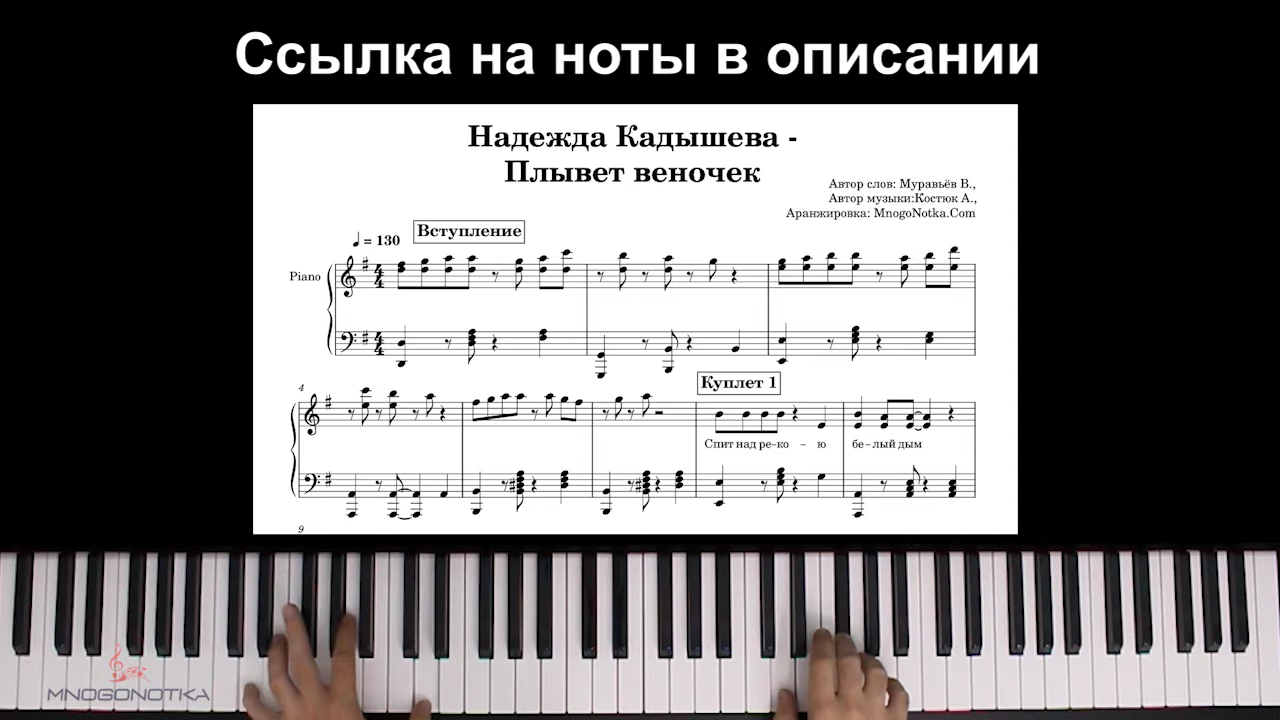 Ссылка на ноты в описании
Надежда Кадышева -
Плывет веночек
Автор слов: Муравьёв В.,
Автор музыки:Костюк А.,
Аранжировка: MnogoNotka.Com
Вступление
= 130
Piano
4
Куплет 1
Спит над ре-ко - ю бе-лый дым
9
MNOGONOTKA